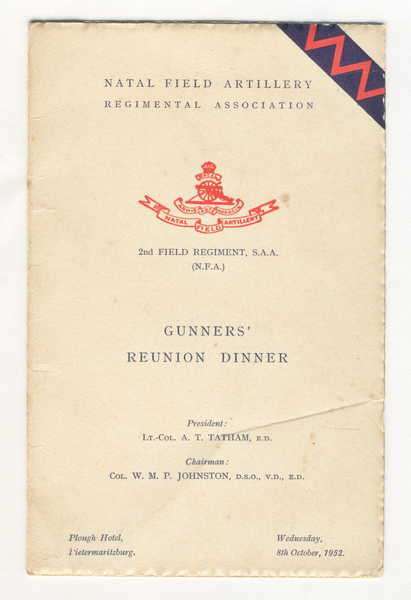 NATAL FIELD ARTILLERY
REGIMENTAL ASSOCIATION
NATAL FIELD ARTILLERY
2nd FIELD REGIMENT, S.A.A.
(N.F.A.)
GUNNERS'
REUNION DINNER
President:
LT.-COL. A. T. TATHAM, E.D.
Chairman:
COL. W. M. P. JOHNSTON, D.S.O., V.D., E.D.
Plough Hotel,
Pietermaritzburg.
Wednesday,
8th October, 1952.